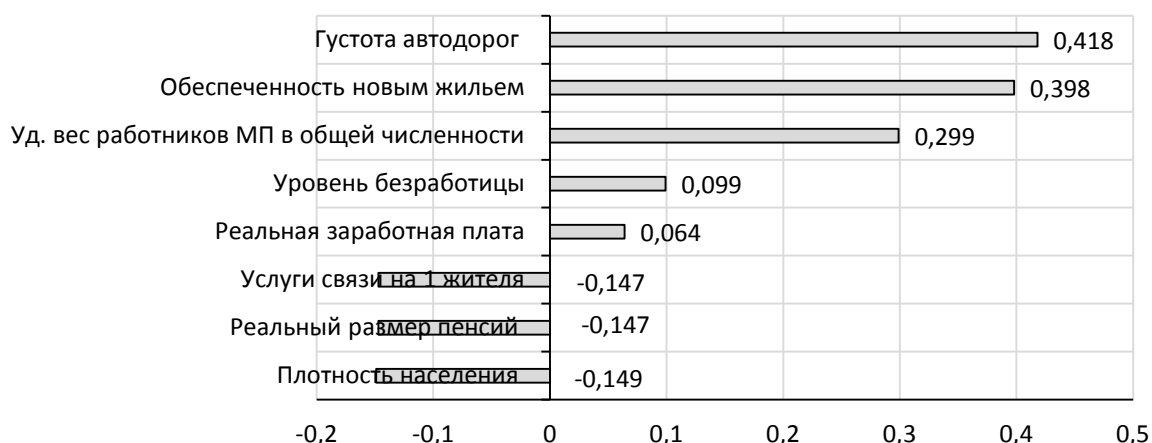 Густота автодорог 0,418
Обеспеченность новым жильем 0,398
Уд. вес работников МП в общей численности 0,299
Уровень безработицы 0,099
Реальная заработная плата 0,064
Услуги связи на 1 жителя -0,147
Реальный размер пенсий -0,147
Плотность населения -0,149
-0,2 -0,1 0 0,1 0,2 0,3 0,4 0,5